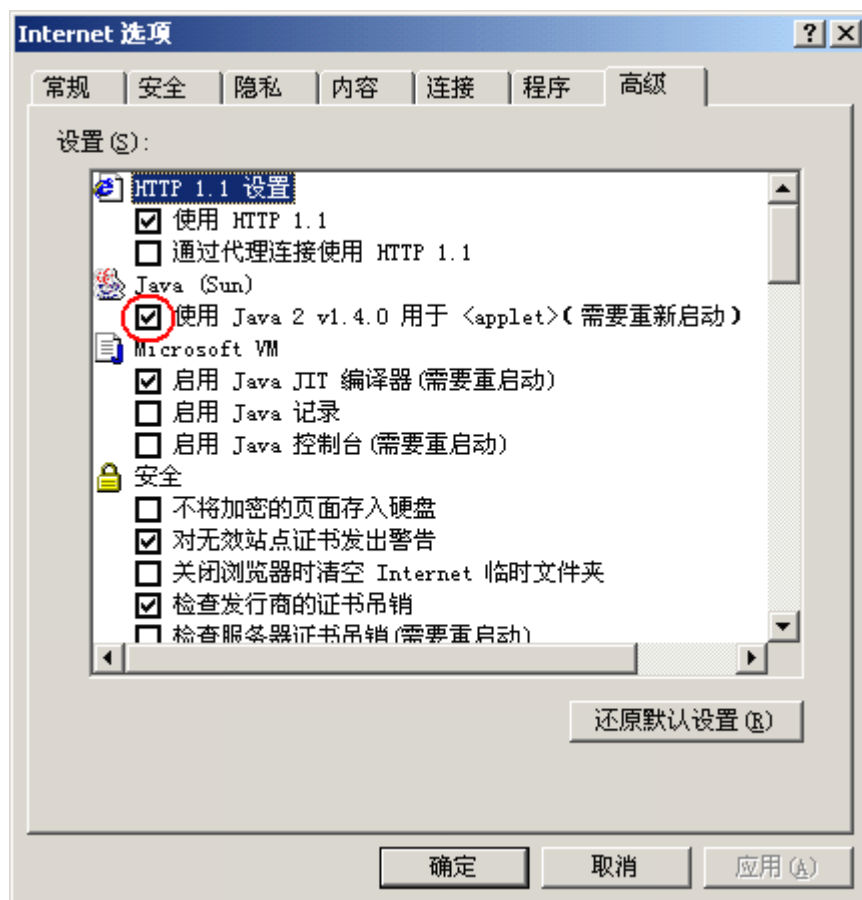 Internet 选项
常规 安全 隐私 内容 连接 程序 高级
设置(S):
HTTP 1.1 设置
使用 HTTP 1.1
通过代理连接使用 HTTP 1.1
Java (Sun)
使用 Java 2 v1.4.0 用于 <applet>(需要重新启动)
Microsoft VM
启用 Java JIT 编译器(需要重启动)
启用 Java 记录
启用 Java 控制台(需要重启动)
安全
不将加密的页面存入硬盘
对无效站点证书发出警告
关闭浏览器时清空 Internet 临时文件夹
检查发行商的证书吊销
检查服务器证书吊销(需要重启动)
还原默认设置(R)
确定 取消 应用(A)